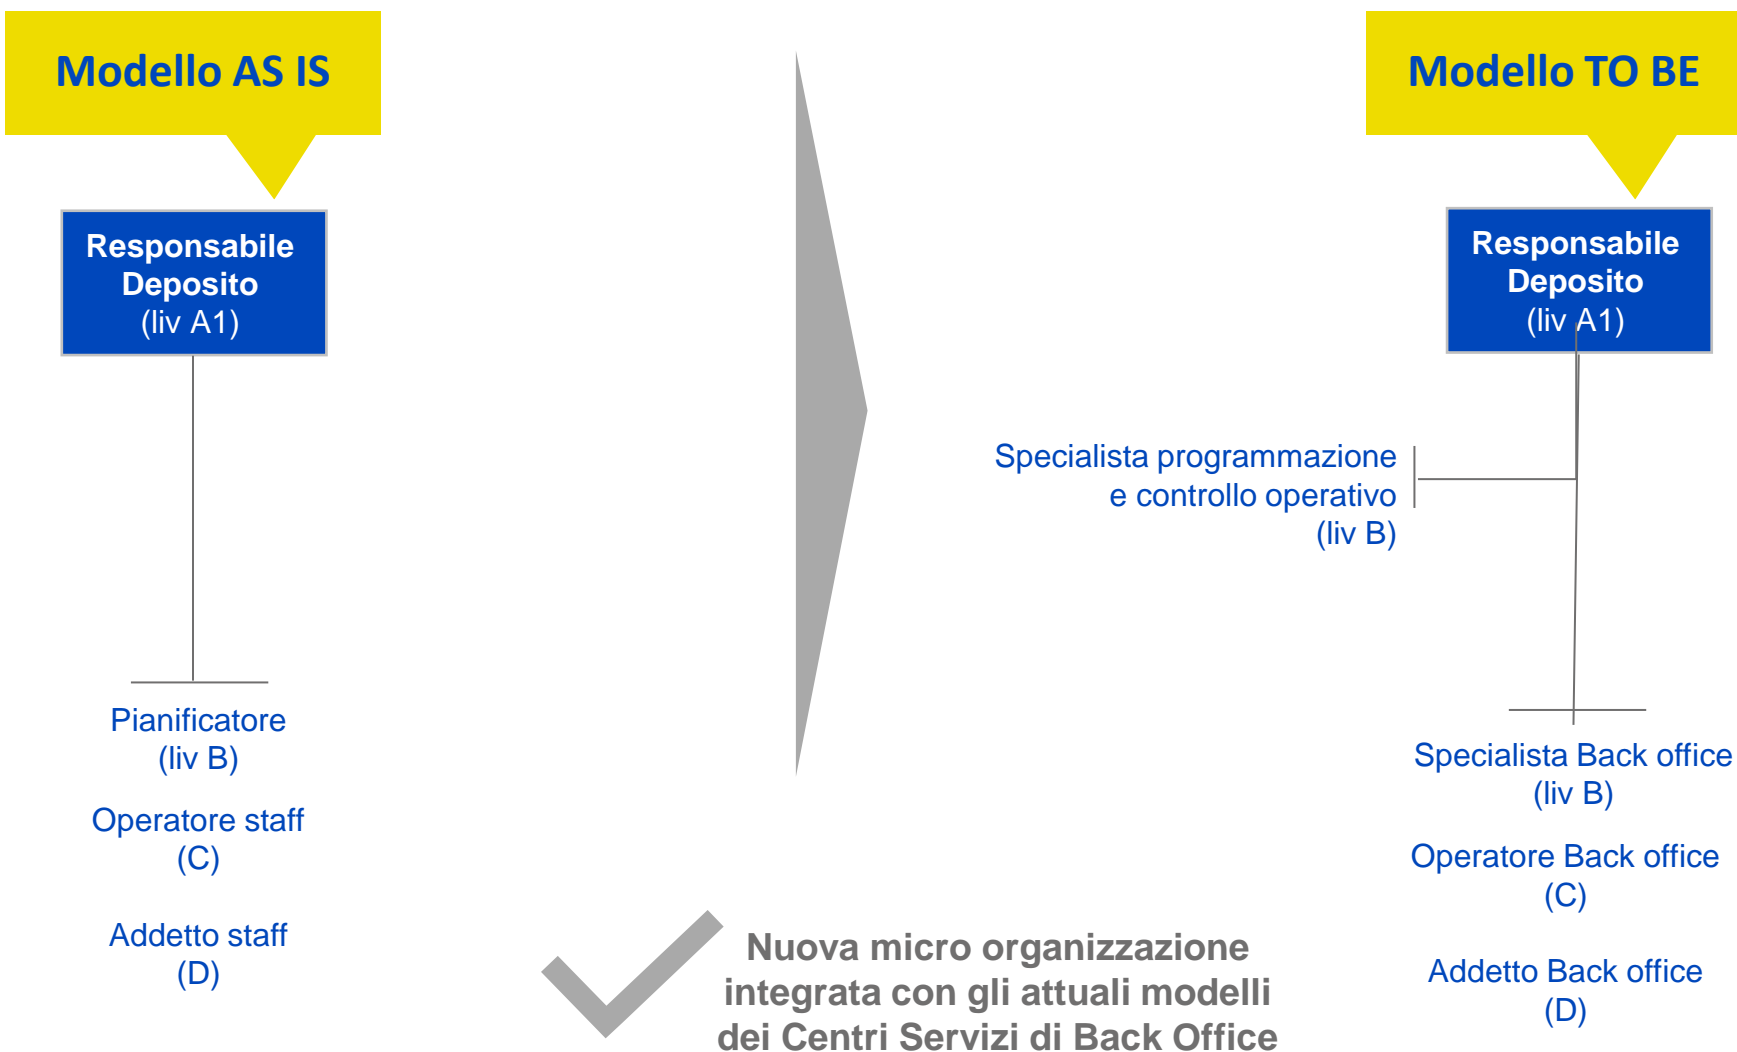 Modello AS IS
Responsabile
Deposito
(liv A1)
Pianificatore
(liv B)
Operatore staff
(C)
Addetto staff
(D)
Modello TO BE
Responsabile
Deposito
(liv A1)
Specialista programmazione
e controllo operativo
(liv B)
Specialista Back office
(liv B)
Operatore Back office
(C)
Addetto Back office
(D)
Nuova micro organizzazione
integrata con gli attuali modelli
dei Centri Servizi di Back Office